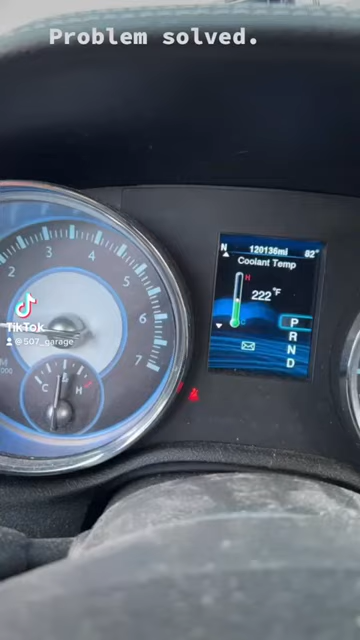 Problem solved.
N 120136mi 82°
Coolant Temp
H
222 °F
C
P
R
N
D
2 3 4 5 6 7
TikTok
@507_garage
C H